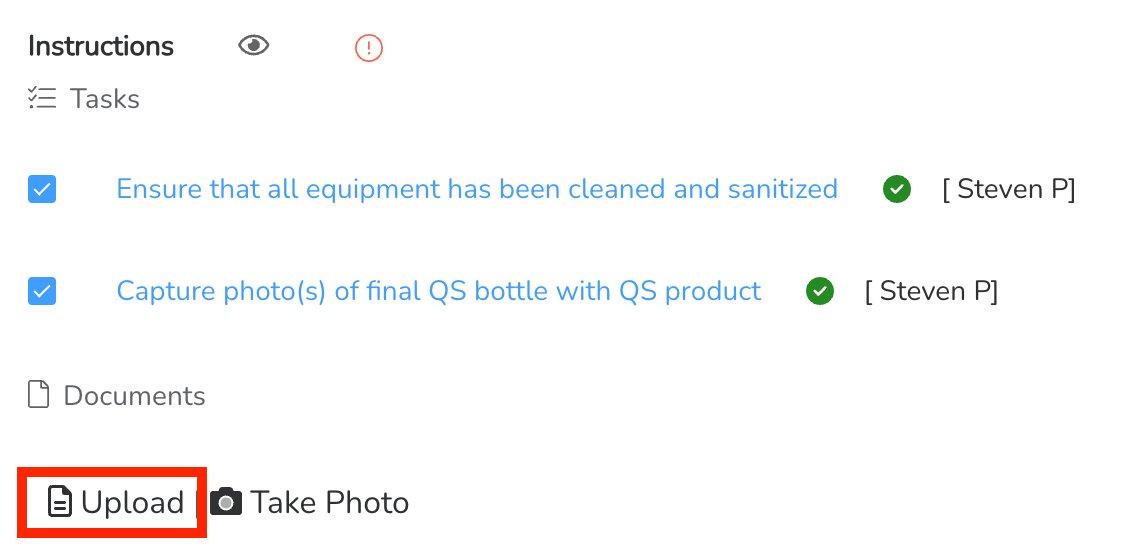 Instructions
Tasks
Ensure that all equipment has been cleaned and sanitized [ Steven P]
Capture photo(s) of final QS bottle with QS product [ Steven P]
Documents
Upload Take Photo